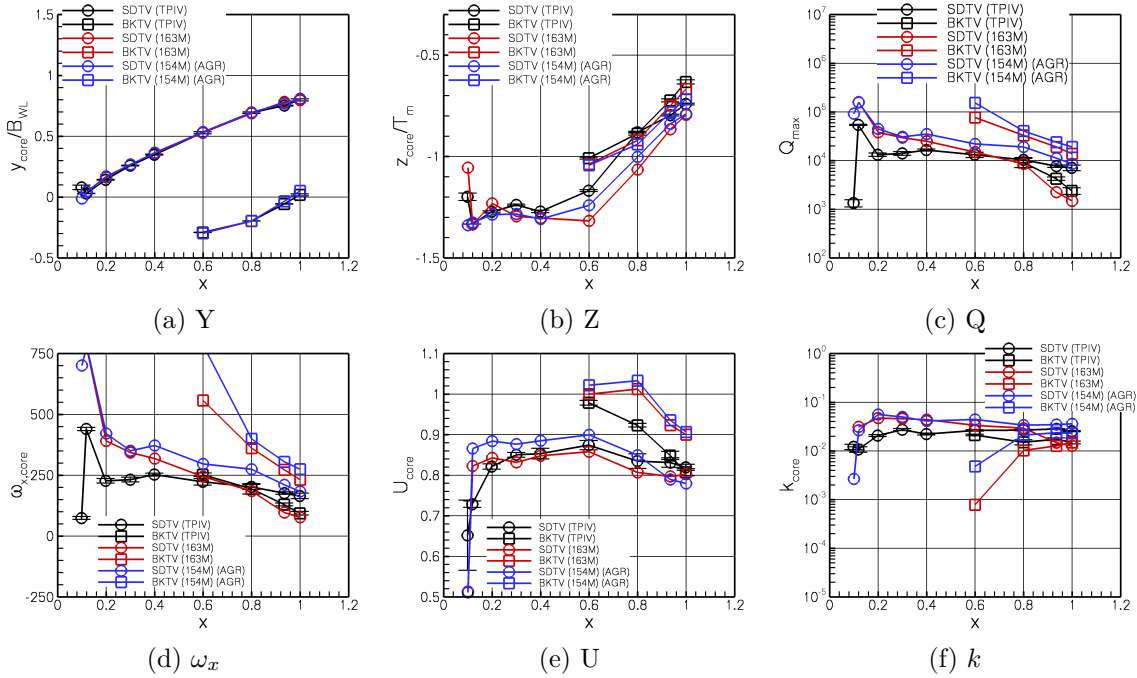 SDTV (TPIV)
BKTV (TPIV)
SDTV (163M)
BKTV (163M)
SDTV (154M) (AGR)
BKTV (154M) (AGR)
y_core/B_WL
1.5
1
0.5
0
-0.5
0 0.2 0.4 0.6 0.8 1 1.2
x
(a) Y
SDTV (TPIV)
BKTV (TPIV)
SDTV (163M)
BKTV (163M)
SDTV (154M) (AGR)
BKTV (154M) (AGR)
z_core/T_m
-0.5
-1
-1.5
0 0.2 0.4 0.6 0.8 1 1.2
x
(b) Z
SDTV (TPIV)
BKTV (TPIV)
SDTV (163M)
BKTV (163M)
SDTV (154M) (AGR)
BKTV (154M) (AGR)
Q_max
10^7
10^6
10^5
10^4
10^3
10^2
0 0.2 0.4 0.6 0.8 1 1.2
x
(c) Q
ω_x,core
750
500
250
0
-250
SDTV (TPIV)
BKTV (TPIV)
SDTV (163M)
BKTV (163M)
SDTV (154M) (AGR)
BKTV (154M) (AGR)
0 0.2 0.4 0.6 0.8 1 1.2
x
(d) ω_x
U_core
1.1
1
0.9
0.8
0.7
0.6
0.5
SDTV (TPIV)
BKTV (TPIV)
SDTV (163M)
BKTV (163M)
SDTV (154M) (AGR)
BKTV (154M) (AGR)
0 0.2 0.4 0.6 0.8 1 1.2
x
(e) U
SDTV (TPIV)
BKTV (TPIV)
SDTV (163M)
BKTV (163M)
SDTV (154M) (AGR)
BKTV (154M) (AGR)
k_core
10^0
10^-1
10^-2
10^-3
10^-4
10^-5
0 0.2 0.4 0.6 0.8 1 1.2
x
(f) k